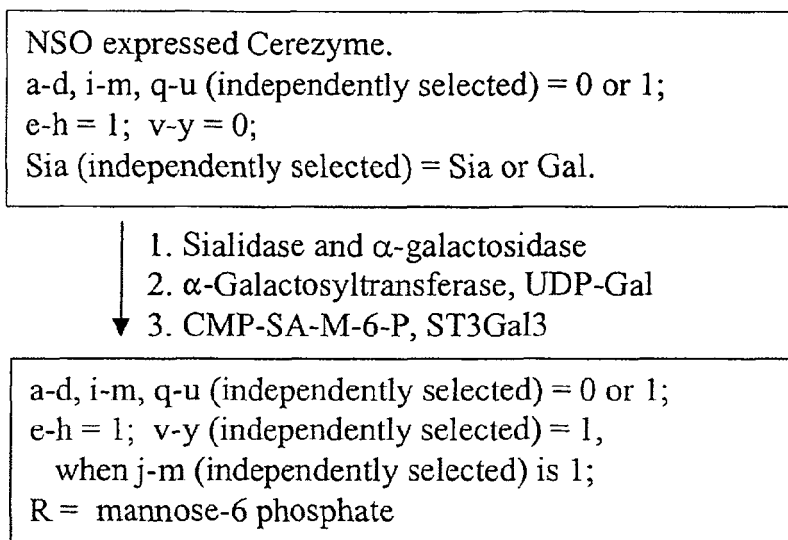 NSO expressed Cerezyme.
a-d, i-m, q-u (independently selected) = 0 or 1;
e-h = 1; v-y = 0;
Sia (independently selected) = Sia or Gal.
1. Sialidase and α-galactosidase
2. α-Galactosyltransferase, UDP-Gal
3. CMP-SA-M-6-P, ST3Gal3
a-d, i-m, q-u (independently selected) = 0 or 1;
e-h = 1; v-y (independently selected) = 1,
when j-m (independently selected) is 1;
R = mannose-6 phosphate